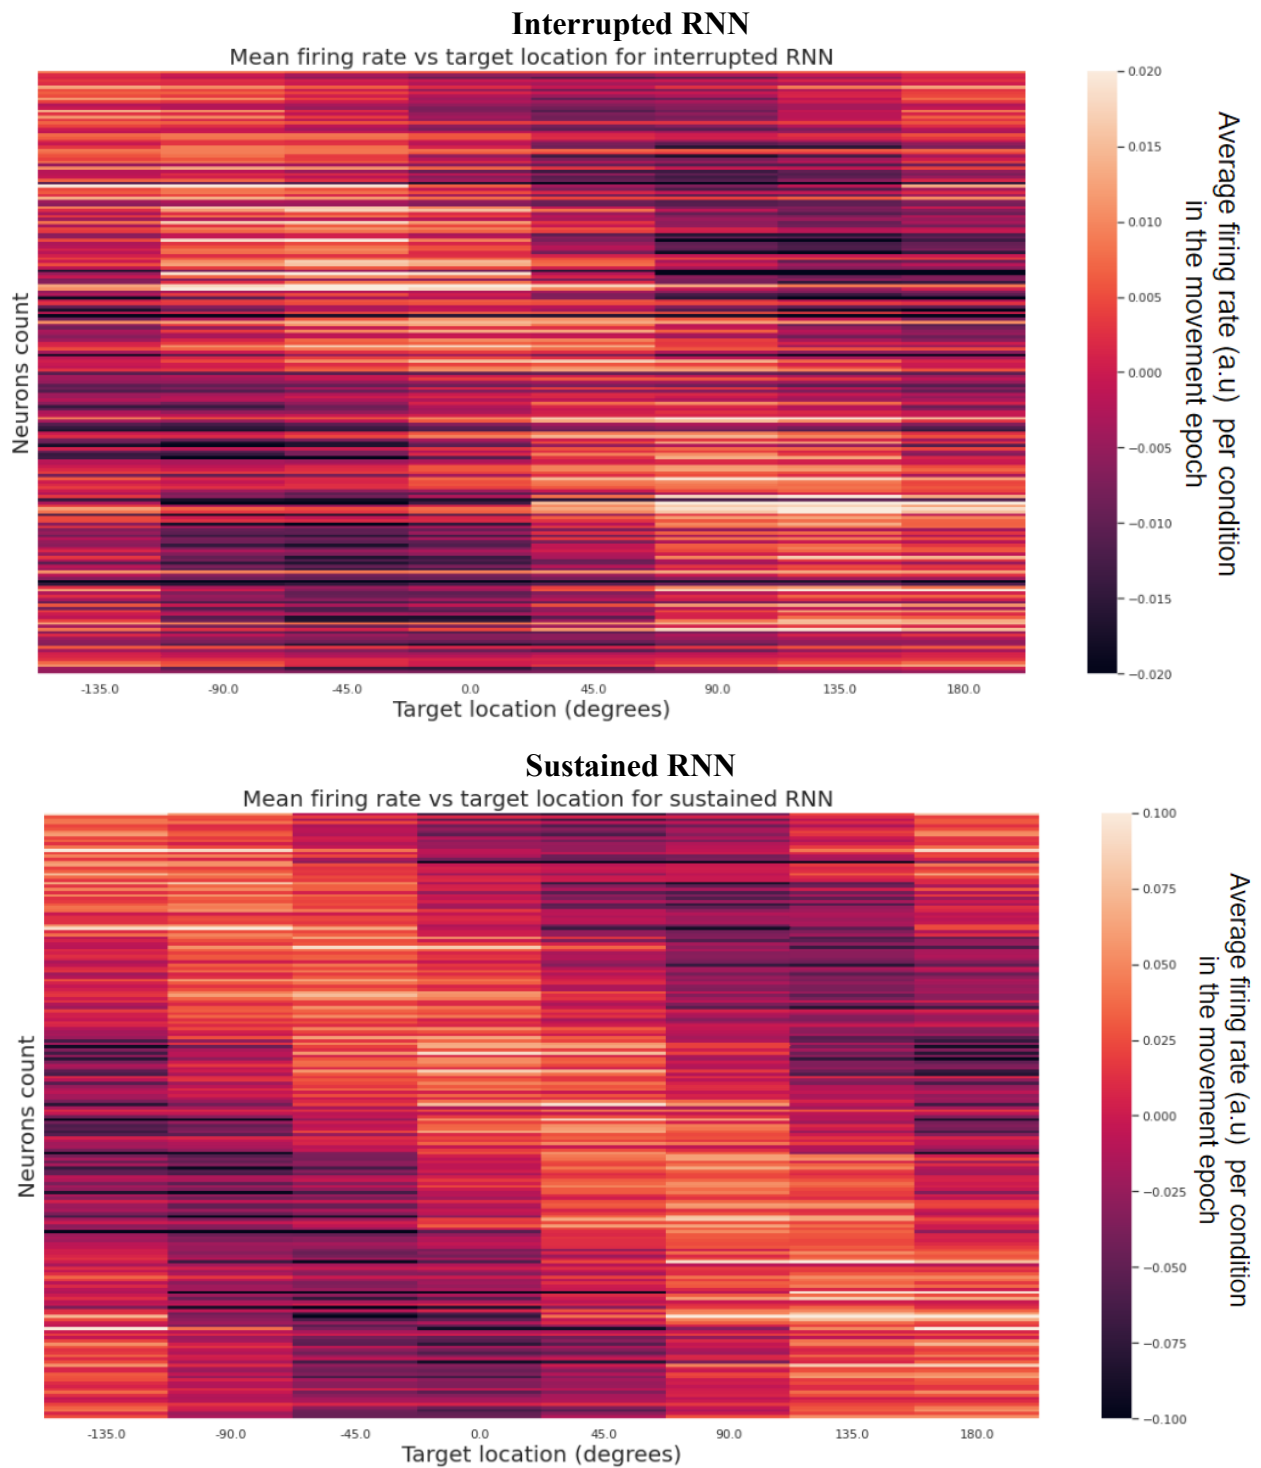 Interrupted RNN
Mean firing rate vs target location for interrupted RNN
Neurons count
-135.0 -90.0 -45.0 0.0 45.0 90.0 135.0 180.0
Target location (degrees)
0.020
0.015
0.010
0.005
0.000
−0.005
−0.010
−0.015
−0.020
Average firing rate (a.u) per condition
in the movement epoch
Sustained RNN
Mean firing rate vs target location for sustained RNN
Neurons count
-135.0 -90.0 -45.0 0.0 45.0 90.0 135.0 180.0
Target location (degrees)
0.100
0.075
0.050
0.025
0.000
−0.025
−0.050
−0.075
−0.100
Average firing rate (a.u) per condition
in the movement epoch